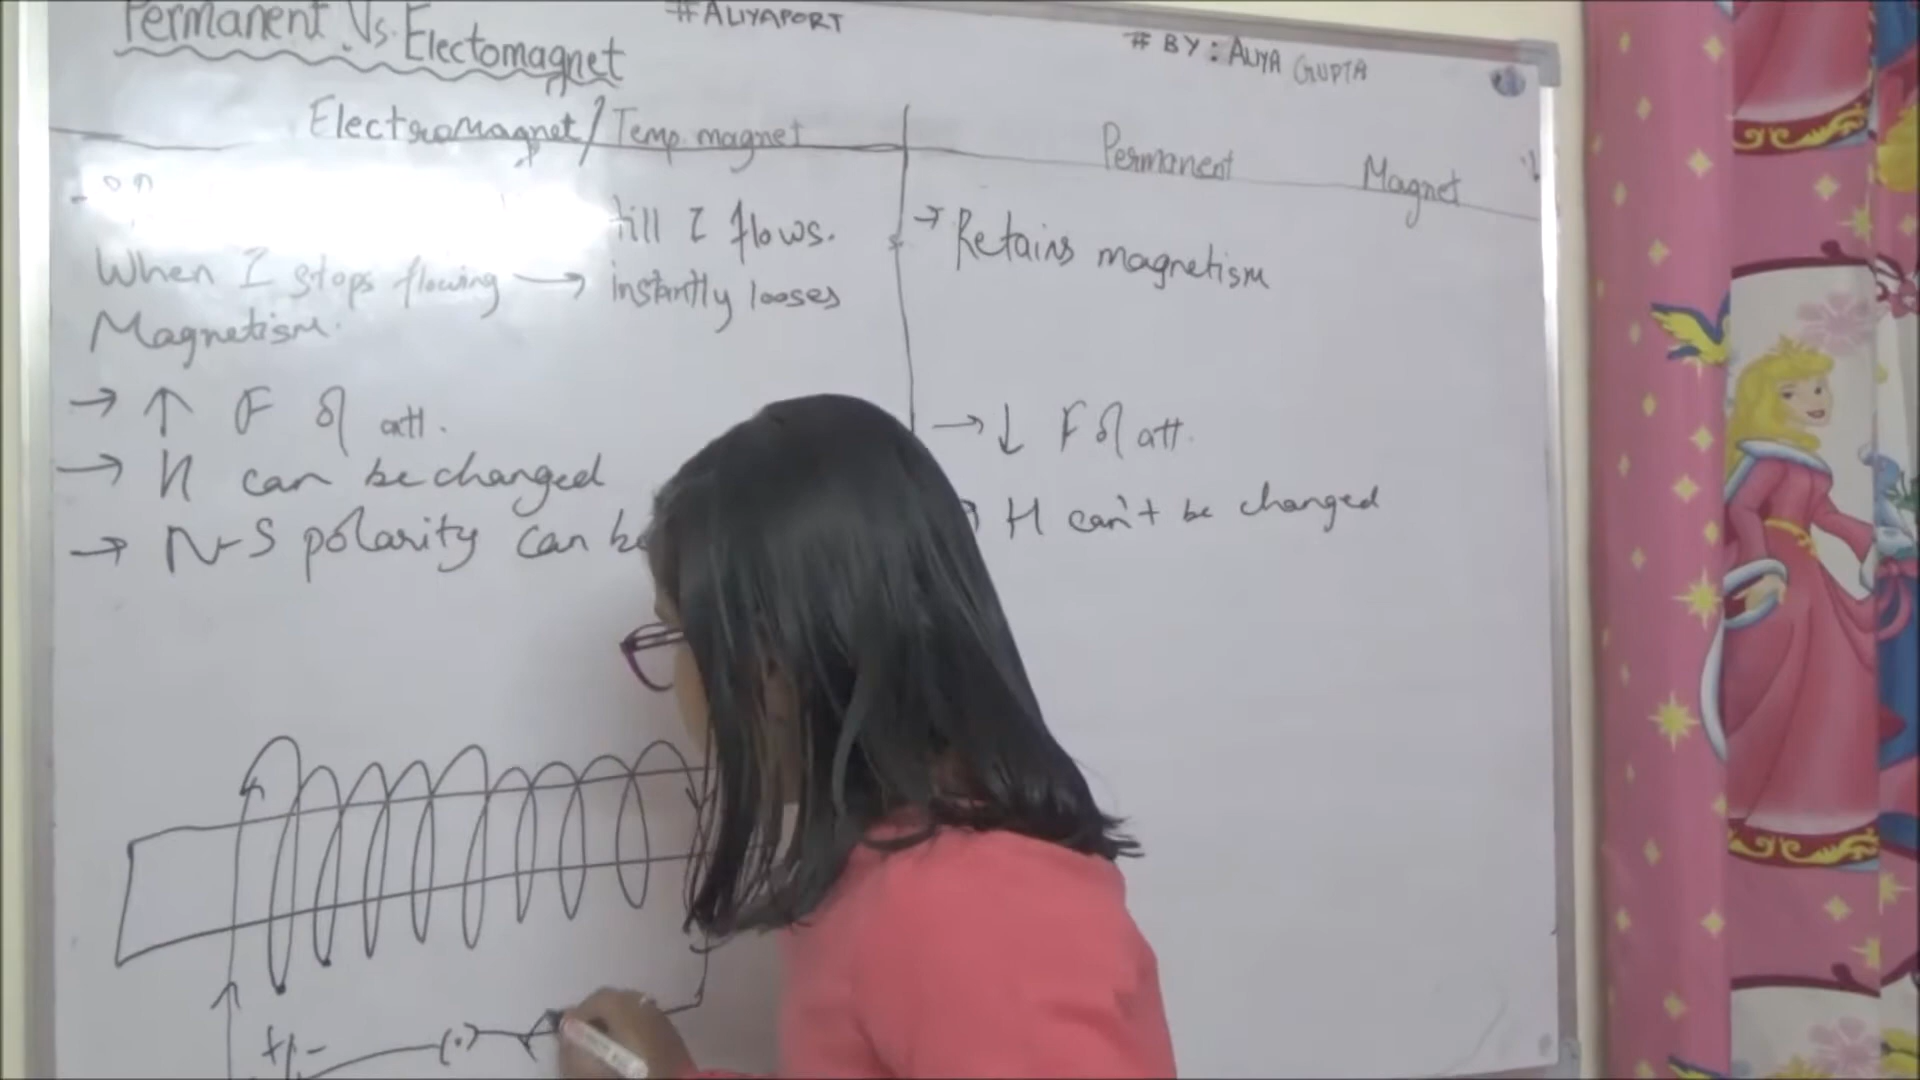 Permanent Vs. Electomagnet
#ALIYAPORT
# BY: ALIYA GUPTA
Electromagnet/Temp. magnet
Permanent Magnet
on
till I flows.
When I stops flowing → instantly looses
Magnetism.
→ ↑ F of att.
→ H can be changed
→ N-S polarity can be
→ Retains magnetism
→ ↓ F of att.
H can't be changed
+ -
(.)